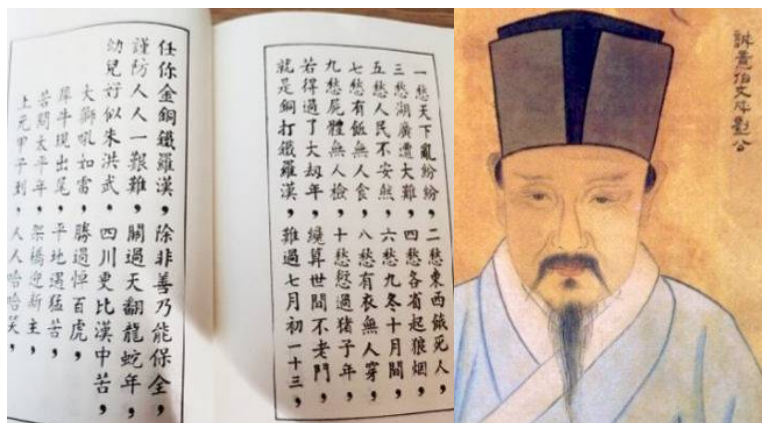 一愁天下亂紛紛，二愁東西餓死人，
三愁湖廣遭大難，四愁各省起狼烟，
五愁人民不安然，六愁九冬十月間，
七愁有飯無人食，八愁有衣無人穿，
九愁屍體無人檢，十愁過猪子年，
若得過了大劫年，纔算世間不老門，
就是銅打鐵羅漢，難過七月初一十三，
任你金銅鐵羅漢，除非善乃能保全，
謹防人人一艱難，關過天翻龍蛇年，
幼兒好似朱洪武，四川更比漢中苦，
大獅吼如雷，勝過悼百虎，
犀牛現出尾，平地遇猛苦，
若問太平年，架橋迎新主，
上元甲子到，人人哈哈笑，
誠意伯文成劉公